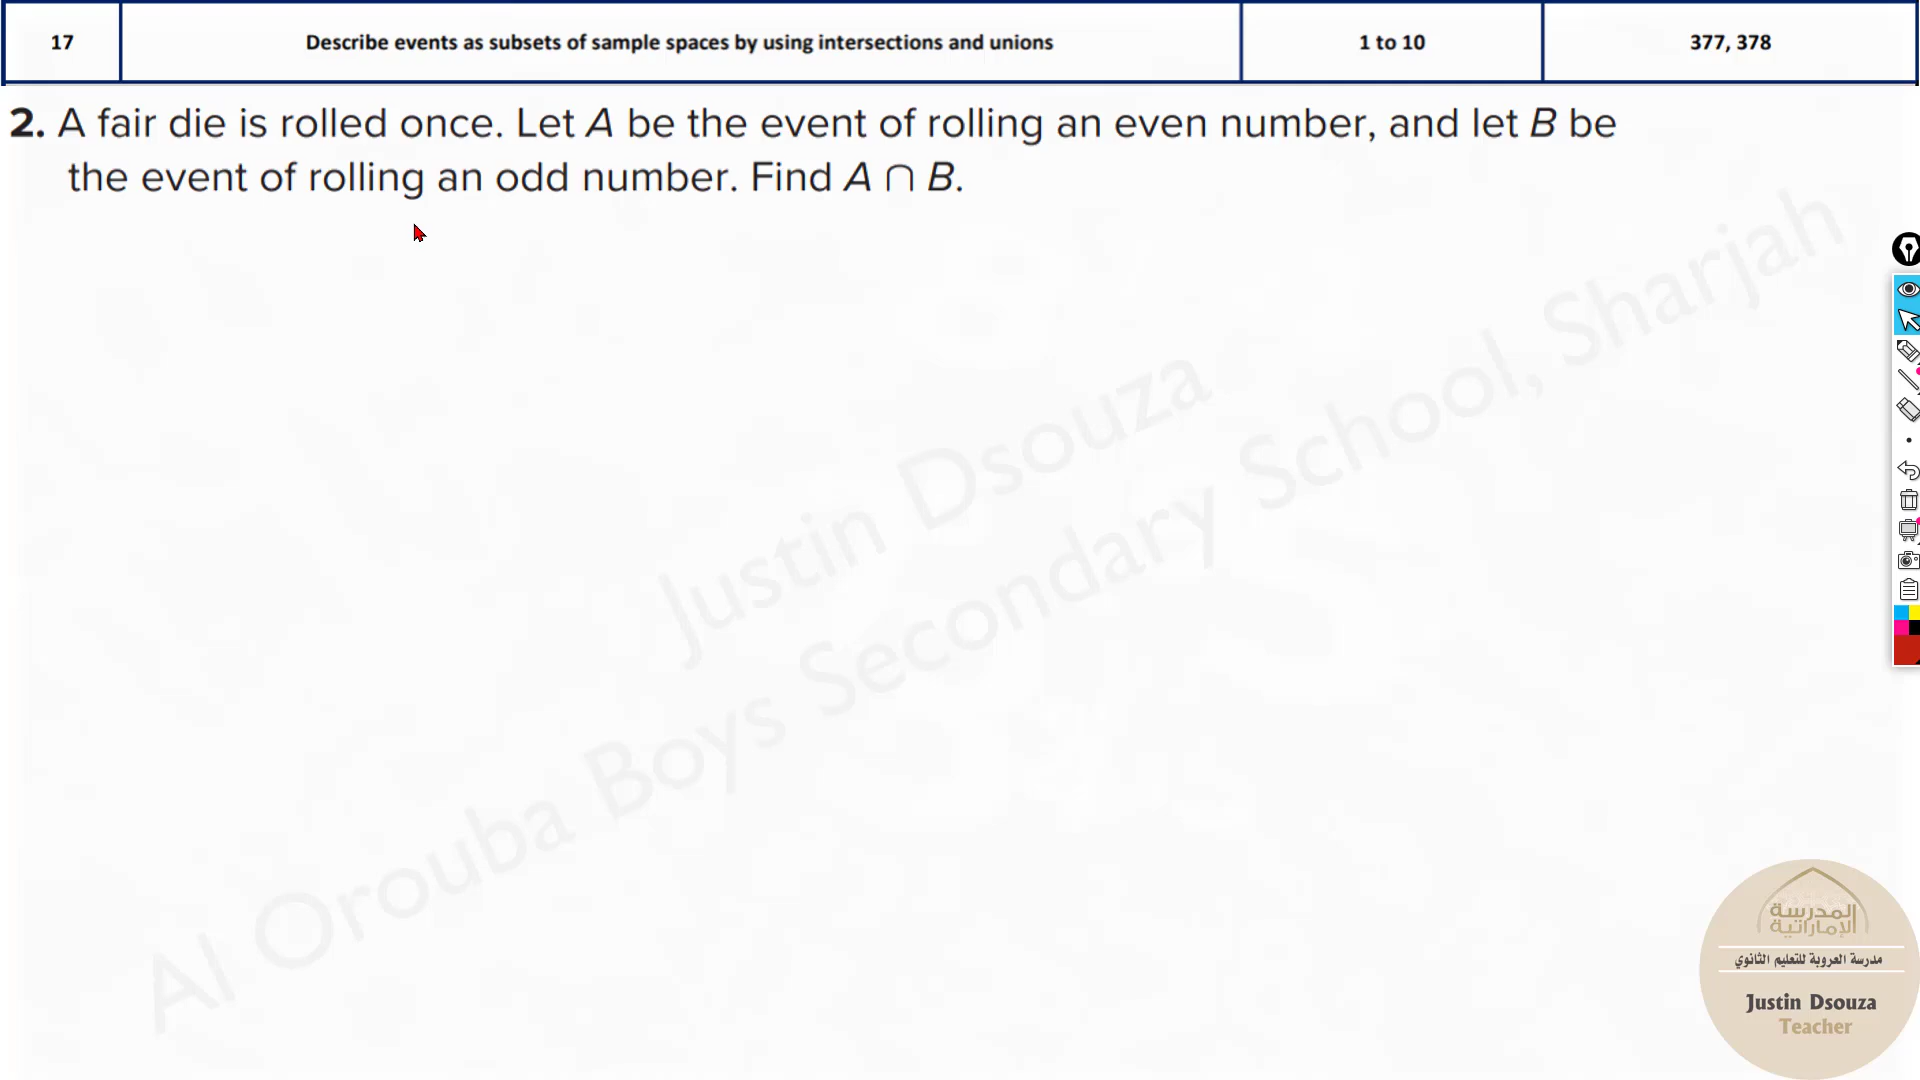 17
Describe events as subsets of sample spaces by using intersections and unions
1 to 10
377, 378
2. A fair die is rolled once. Let A be the event of rolling an even number, and let B be
the event of rolling an odd number. Find A ∩ B.
Justin Dsouza
Al Orouba Boys Secondary School, Sharjah
المدرسة
الإماراتية
مدرسة العروبة للتعليم الثانوي
Justin Dsouza
Teacher